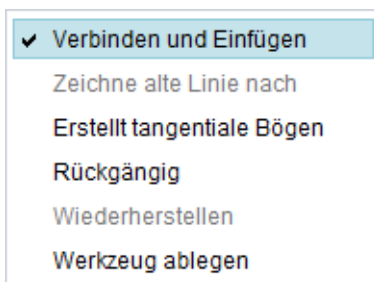 Verbinden und Einfügen
Zeichne alte Linie nach
Erstellt tangentiale Bögen
Rückgängig
Wiederherstellen
Werkzeug ablegen